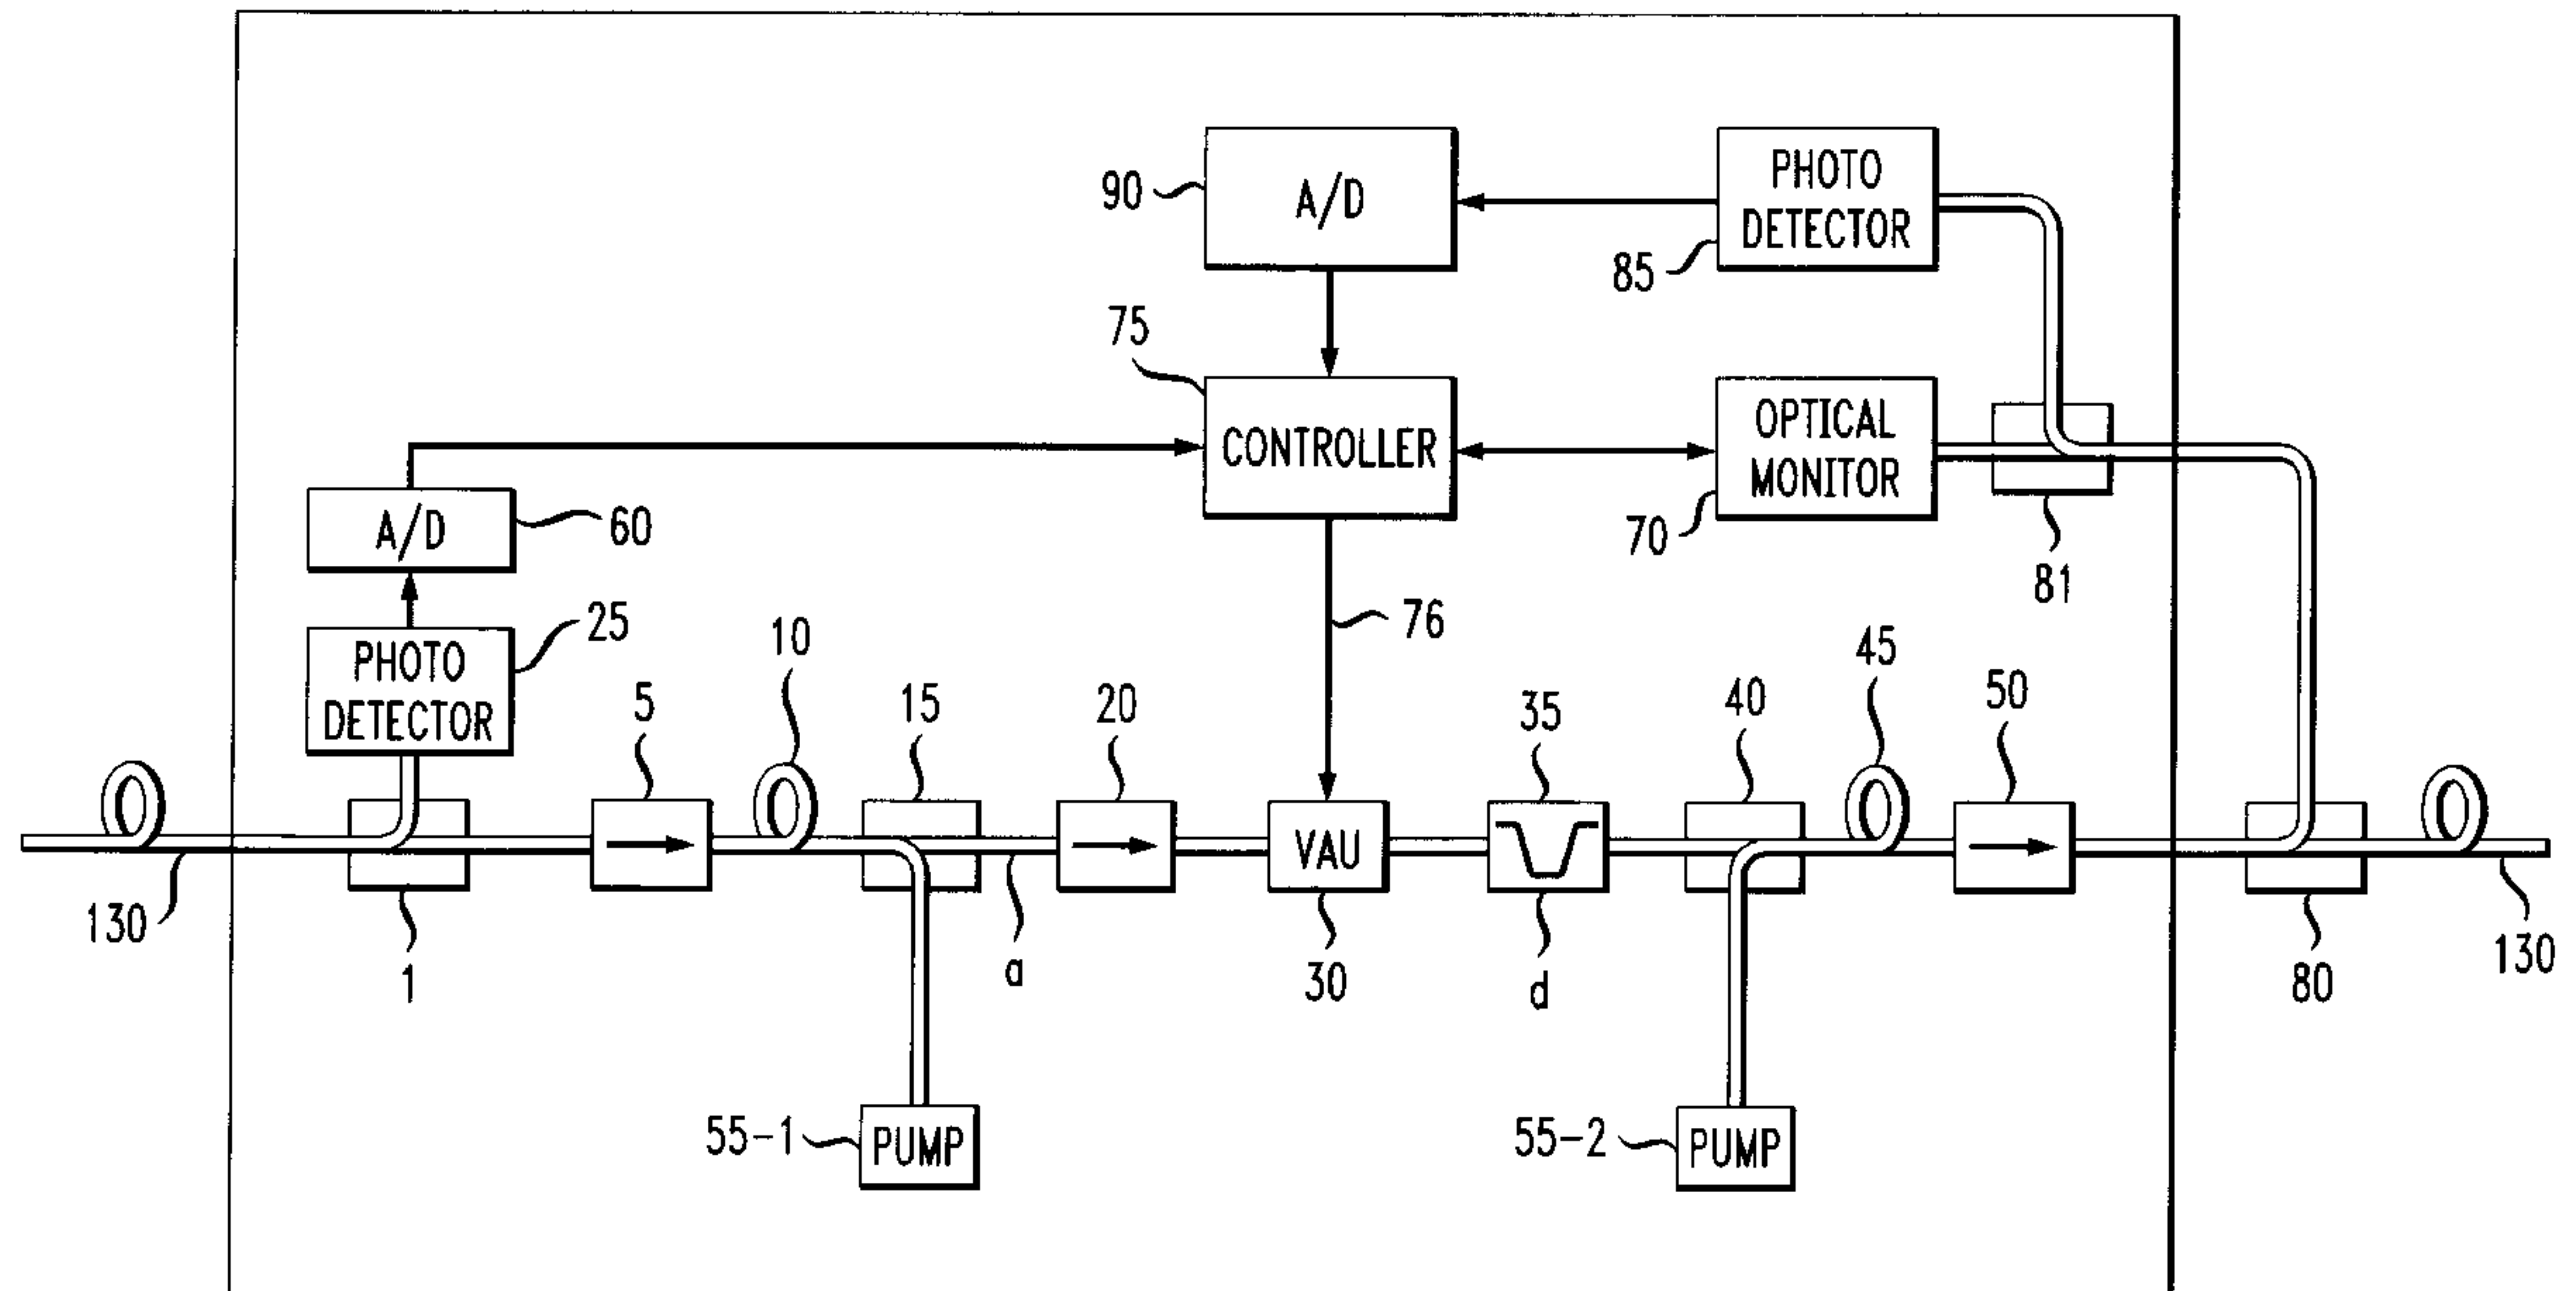 90
A/D
PHOTO
DETECTOR
85
75
CONTROLLER
OPTICAL
MONITOR
70
81
A/D
60
76
PHOTO
DETECTOR
25
5
10
15
20
35
40
45
50
VAU
130
1
a
30
d
80
130
55-1
PUMP
55-2
PUMP